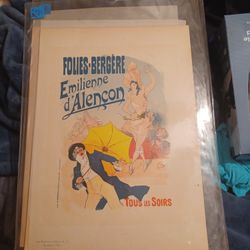 FOLIES-BERGÈRE
Emilienne
d'Alençon
TOUS LES SOIRS